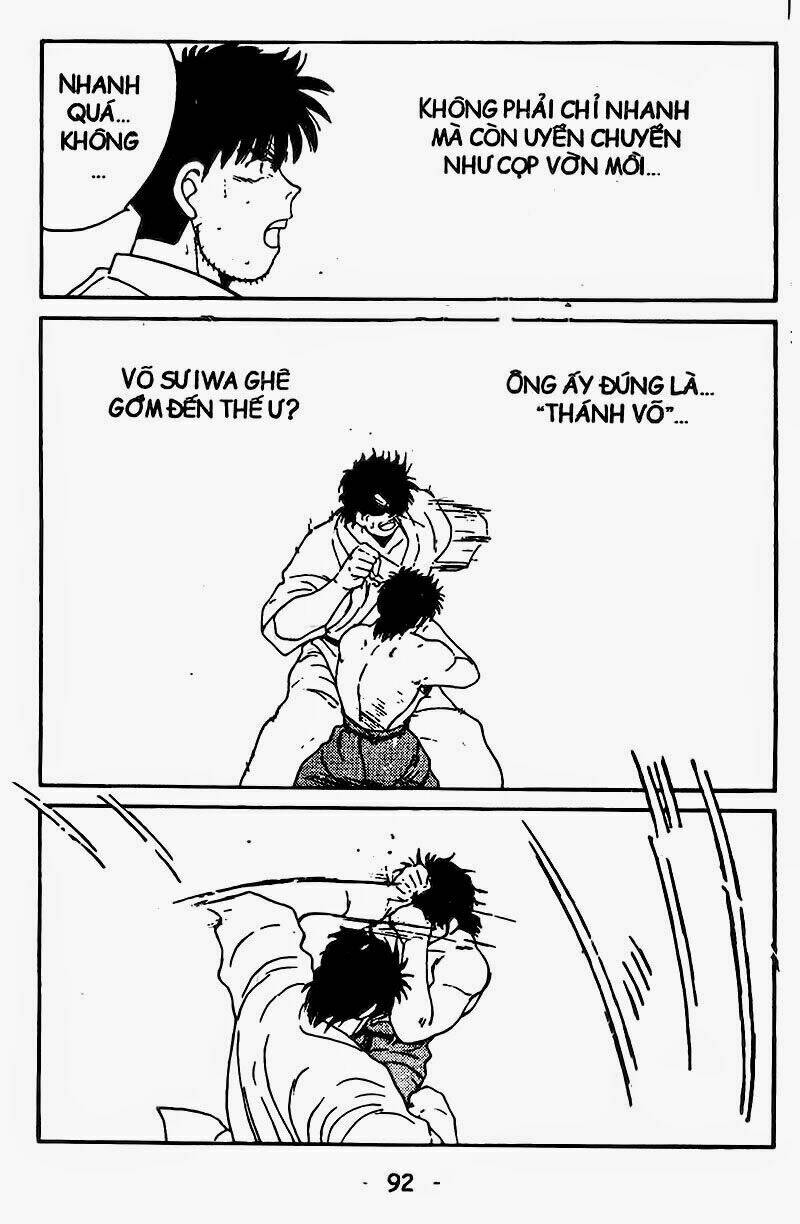 NHANH
QUÁ...
KHÔNG
...
KHÔNG PHẢI CHỈ NHANH
MÀ CÒN UYỂN CHUYỂN
NHƯ CỌP VỜN MỒI...
VÕ SƯ IWA GHÊ
GỚM ĐẾN THẾ Ư?
ÔNG ẤY ĐÚNG LÀ...
“THÁNH VÕ”...
- 92 -